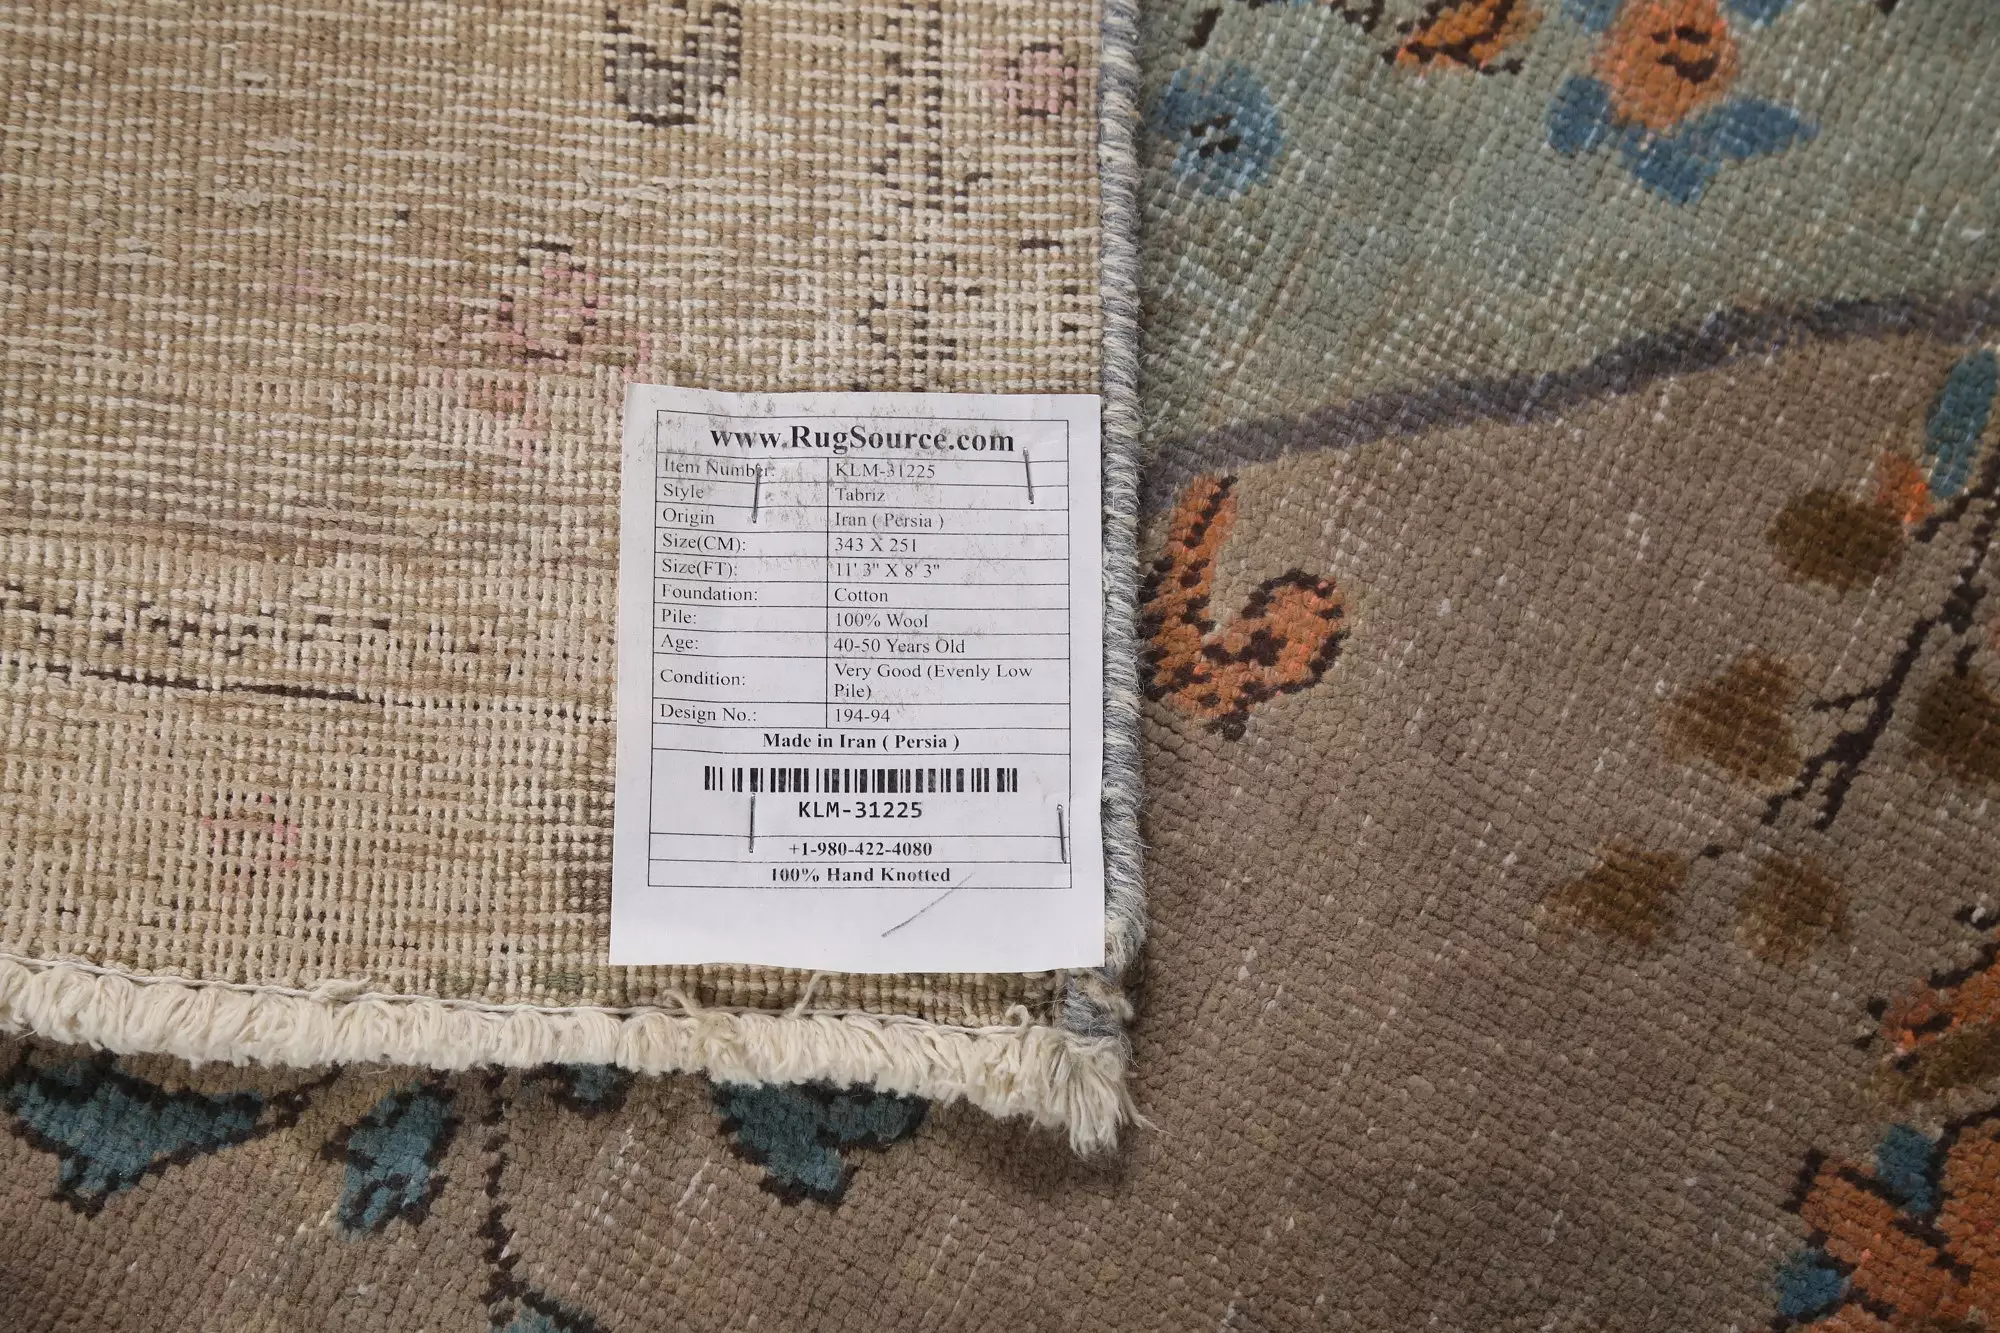 www.RugSource.com
Item Number: KLM-31225
Style Tabriz
Origin Iran ( Persia )
Size(CM): 343 X 251
Size(FT): 11' 3" X 8' 3"
Foundation: Cotton
Pile: 100% Wool
Age: 40-50 Years Old
Condition: Very Good (Evenly Low
Pile)
Design No.: 194-94
Made in Iran ( Persia )
KLM-31225
+1-980-422-4080
100% Hand Knotted